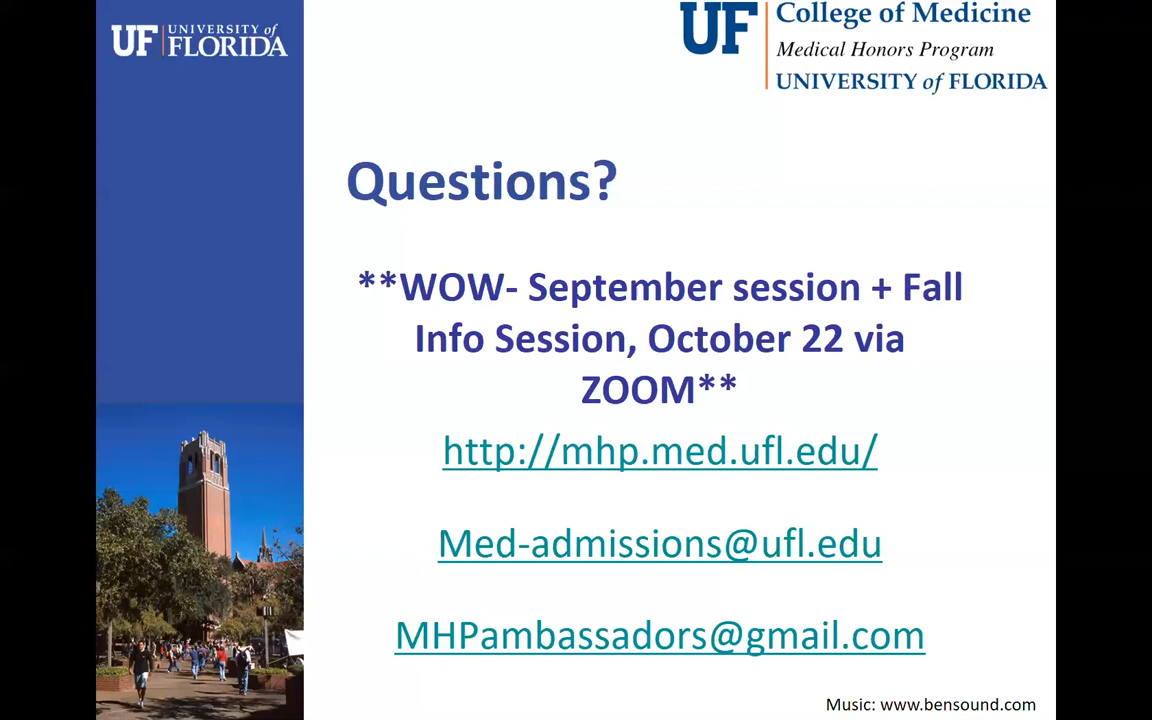 UF UNIVERSITY of FLORIDA
UF College of Medicine
Medical Honors Program
UNIVERSITY of FLORIDA
Questions?
**WOW- September session + Fall
Info Session, October 22 via
ZOOM**
http://mhp.med.ufl.edu/
Med-admissions@ufl.edu
MHPambassadors@gmail.com
Music: www.bensound.com